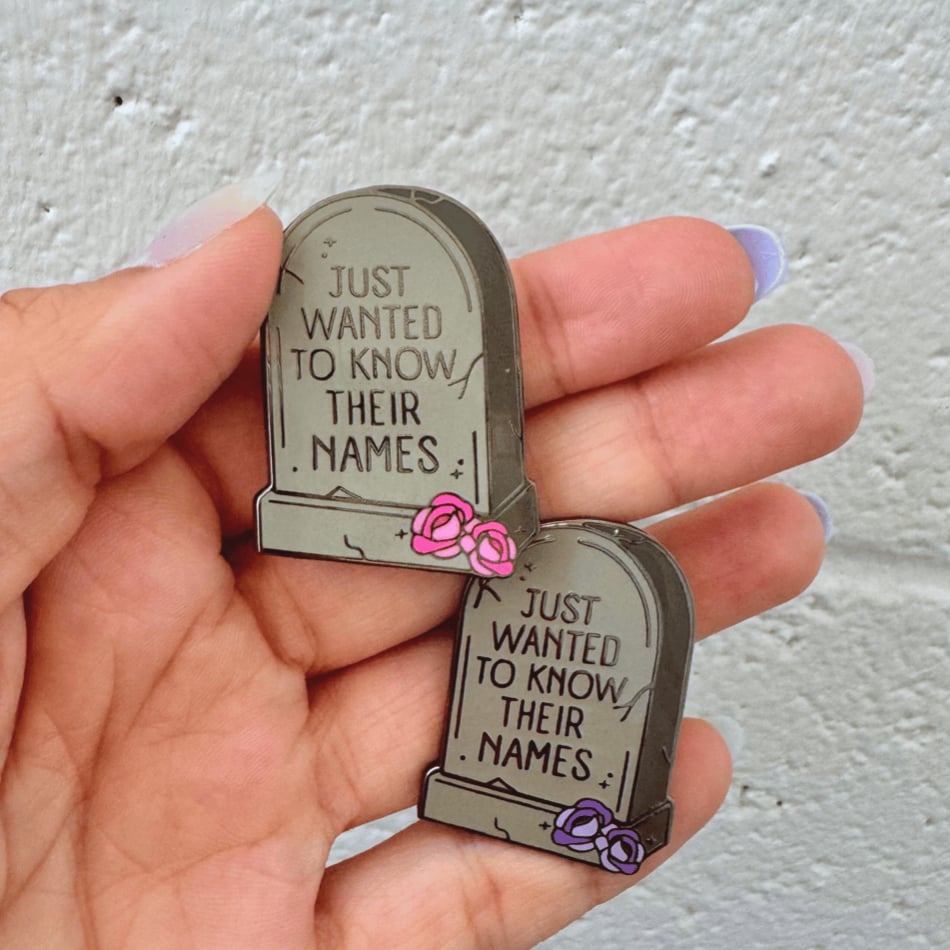 JUST
WANTED
TO KNOW
THEIR
NAMES
JUST
WANTED
TO KNOW
THEIR
NAMES